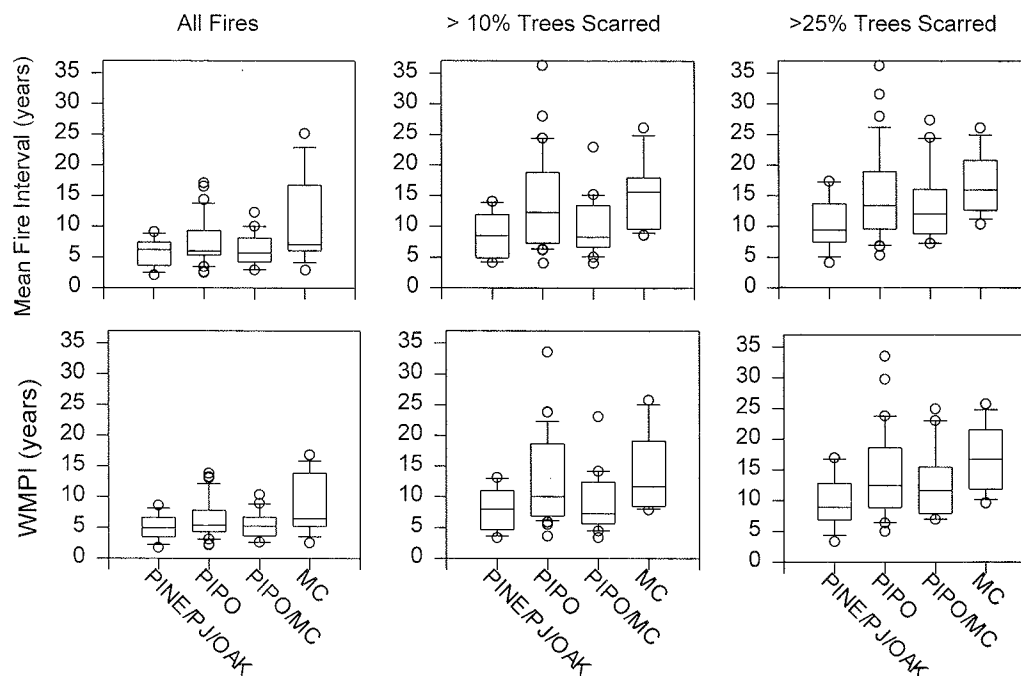 All Fires
> 10% Trees Scarred
>25% Trees Scarred
Mean Fire Interval (years)
35
30
25
20
15
10
5
0
35
30
25
20
15
10
5
0
35
30
25
20
15
10
5
0
WMPI (years)
35
30
25
20
15
10
5
0
35
30
25
20
15
10
5
0
35
30
25
20
15
10
5
0
PINE/PJ/OAK
PIPO
PIPO/MC
MC
PINE/PJ/OAK
PIPO
PIPO/MC
MC
PINE/PJ/OAK
PIPO
PIPO/MC
MC